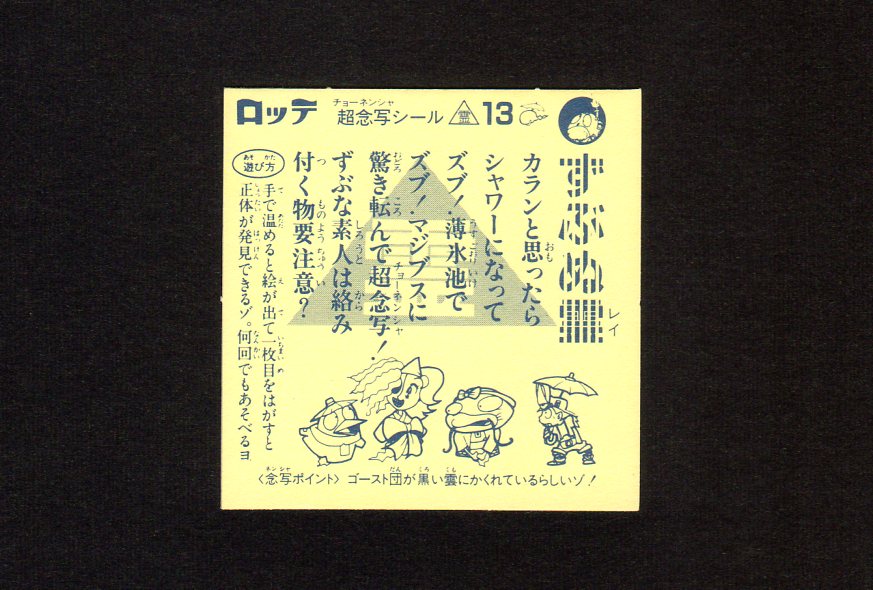 ロッテ
チョーネンシャ
超念写シール 霊 13
ずぶぬ霊
レイ
カランと思ったら
シャワーになって
ズブ！薄氷池で
ズブ！マジブスに
驚き転んで超念写！
ずぶな素人は絡み
付く物要注意？
遊び方
手で温めると絵が出て一枚目をはがすと
正体が発見できるゾ。何回でもあそべるヨ
〈念写ポイント〉ゴースト団が黒い雲にかくれているらしいゾ！